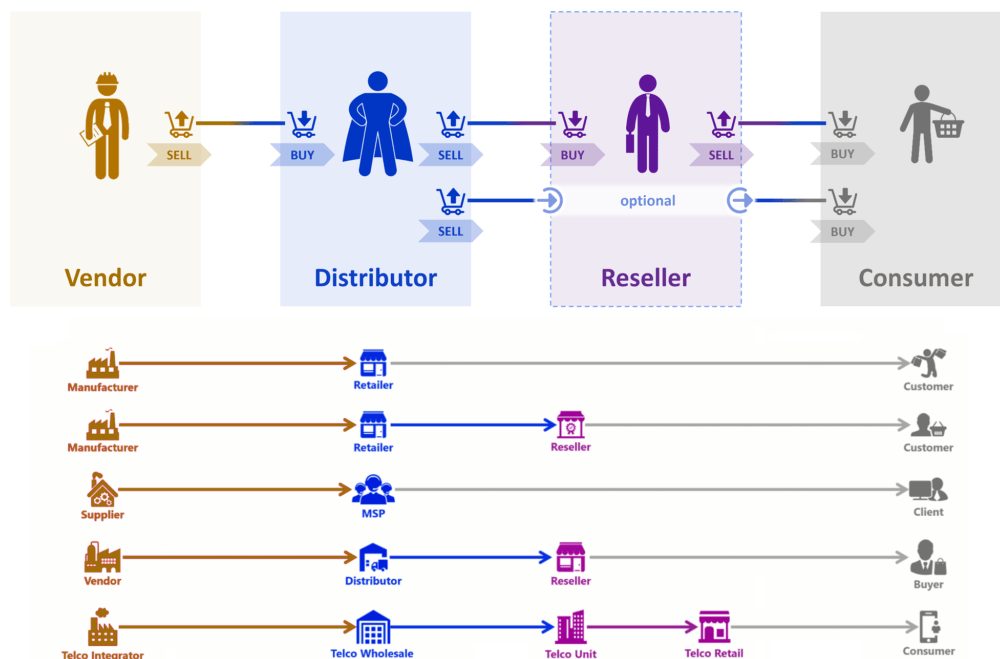 SELL
BUY
SELL
BUY
SELL
BUY
SELL
optional
BUY
Vendor
Distributor
Reseller
Consumer
Manufacturer
Retailer
Customer
Manufacturer
Retailer
Reseller
Customer
Supplier
MSP
Client
Vendor
Distributor
Reseller
Buyer
Telco Integrator
Telco Wholesale
Telco Unit
Telco Retail
Consumer